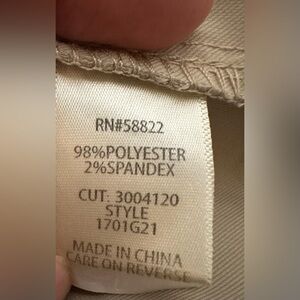 RN#58822
98%POLYESTER
2%SPANDEX
CUT: 3004120
STYLE
1701G21
MADE IN CHINA
CARE ON REVERSE